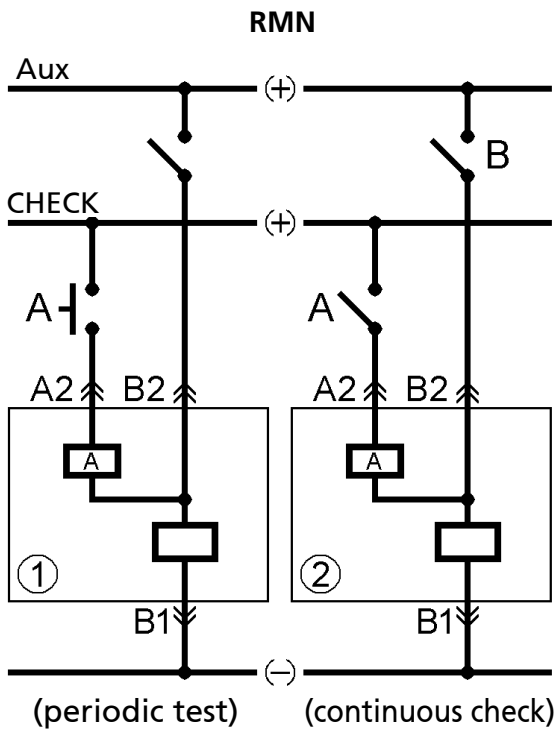 RMN
Aux (+)
B
CHECK (+)
A A
A2 B2 A2 B2
A A
1 2
B1 B1
(−)
(periodic test) (continuous check)